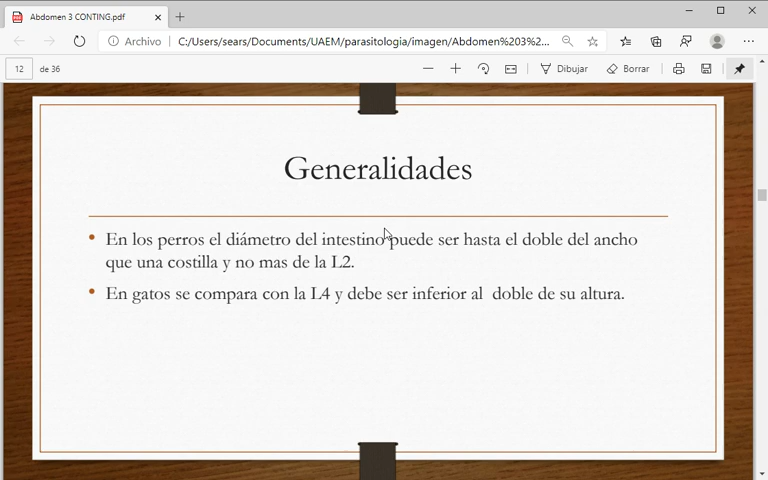 Abdomen 3 CONTING.pdf
Archivo
C:/Users/sears/Documents/UAEM/parasitologia/imagen/Abdomen%203%2...
12
de 36
Dibujar
Borrar
Generalidades
• En los perros el diámetro del intestino puede ser hasta el doble del ancho
que una costilla y no mas de la L2.
• En gatos se compara con la L4 y debe ser inferior al doble de su altura.